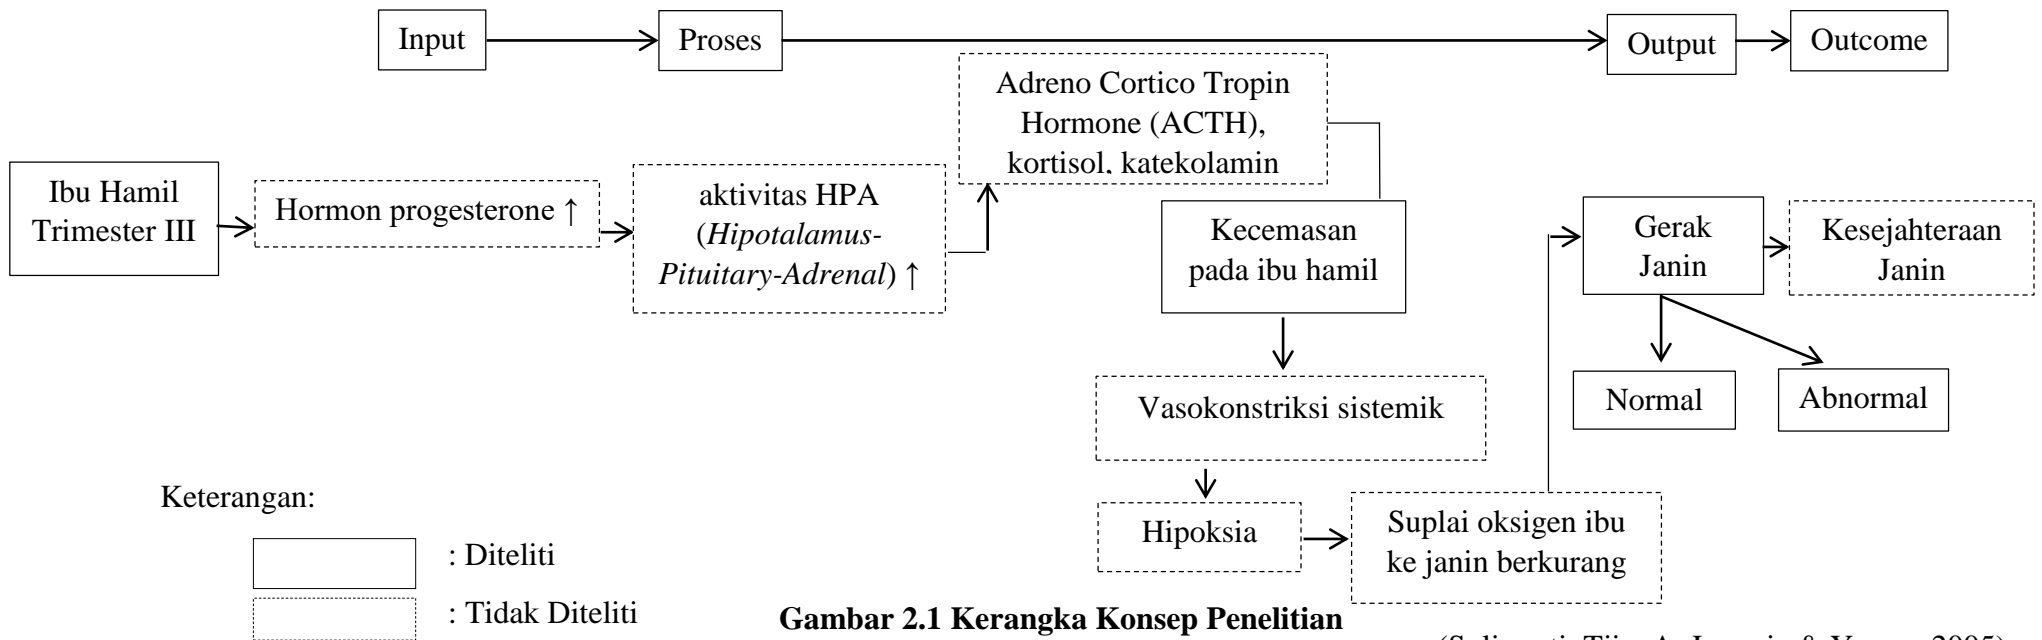 Input
Proses
Output
Outcome
Adreno Cortico Tropin
Hormone (ACTH),
kortisol, katekolamin
Ibu Hamil
Trimester III
Hormon progesterone ↑
aktivitas HPA
(Hipotalamus-
Pituitary-Adrenal) ↑
Kecemasan
pada ibu hamil
Gerak
Janin
Kesejahteraan
Janin
Normal
Abnormal
Vasokonstriksi sistemik
Hipoksia
Suplai oksigen ibu
ke janin berkurang
Keterangan:
: Diteliti
: Tidak Diteliti
Gambar 2.1 Kerangka Konsep Penelitian